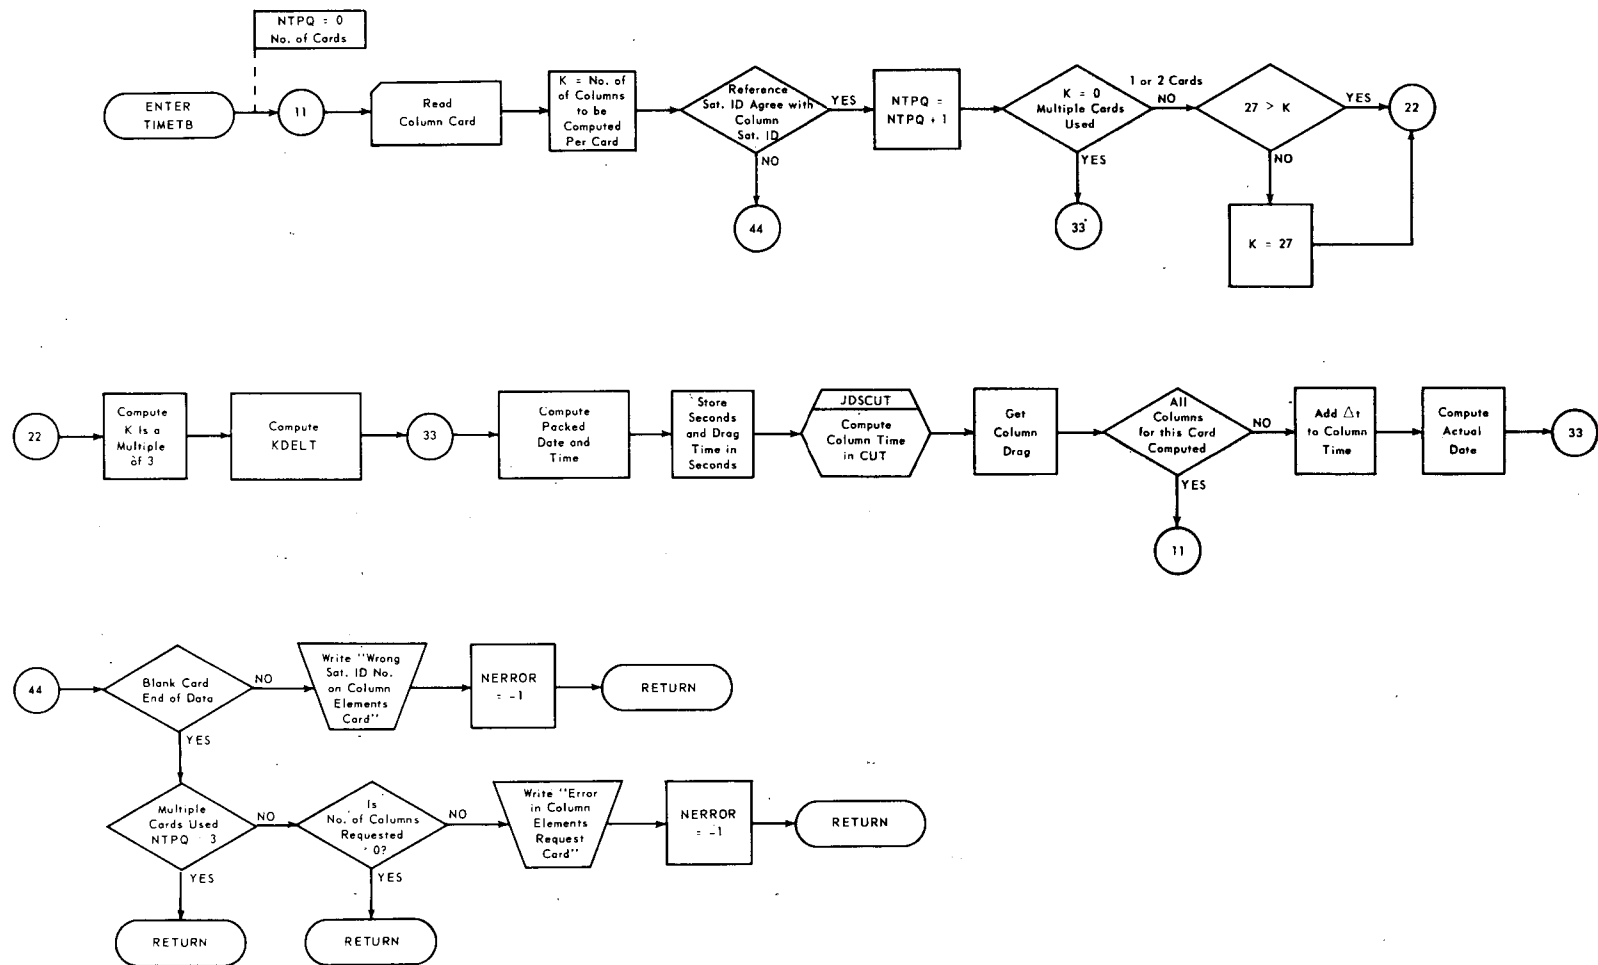 NTPQ = 0
No. of Cards
ENTER
TIMETB
11
Read
Column Card
K = No. of
of Columns
to be
Computed
Per Card
Reference
Sat. ID Agree with
Column
Sat. ID
YES
NO
44
NTPQ =
NTPQ + 1
K = 0
Multiple Cards
Used
1 or 2 Cards
NO
YES
33
27 > K
YES
NO
22
K = 27
22
Compute
K Is a
Multiple
of 3
Compute
KDELT
33
Compute
Packed
Date and
Time
Store
Seconds
and Drag
Time in
Seconds
JDSCUT
Compute
Column Time
in CUT
Get
Column
Drag
All
Columns
for this Card
Computed
NO
YES
11
Add Δt
to Column
Time
Compute
Actual
Date
33
44
Blank Card
End of Data
NO
YES
Write "Wrong
Sat. ID No.
on Column
Elements
Card"
NERROR
= -1
RETURN
Multiple
Cards Used
NTPQ 3
NO
YES
RETURN
Is
No. of Columns
Requested
0?
NO
YES
RETURN
Write "Error
in Column
Elements
Request
Card"
NERROR
= -1
RETURN